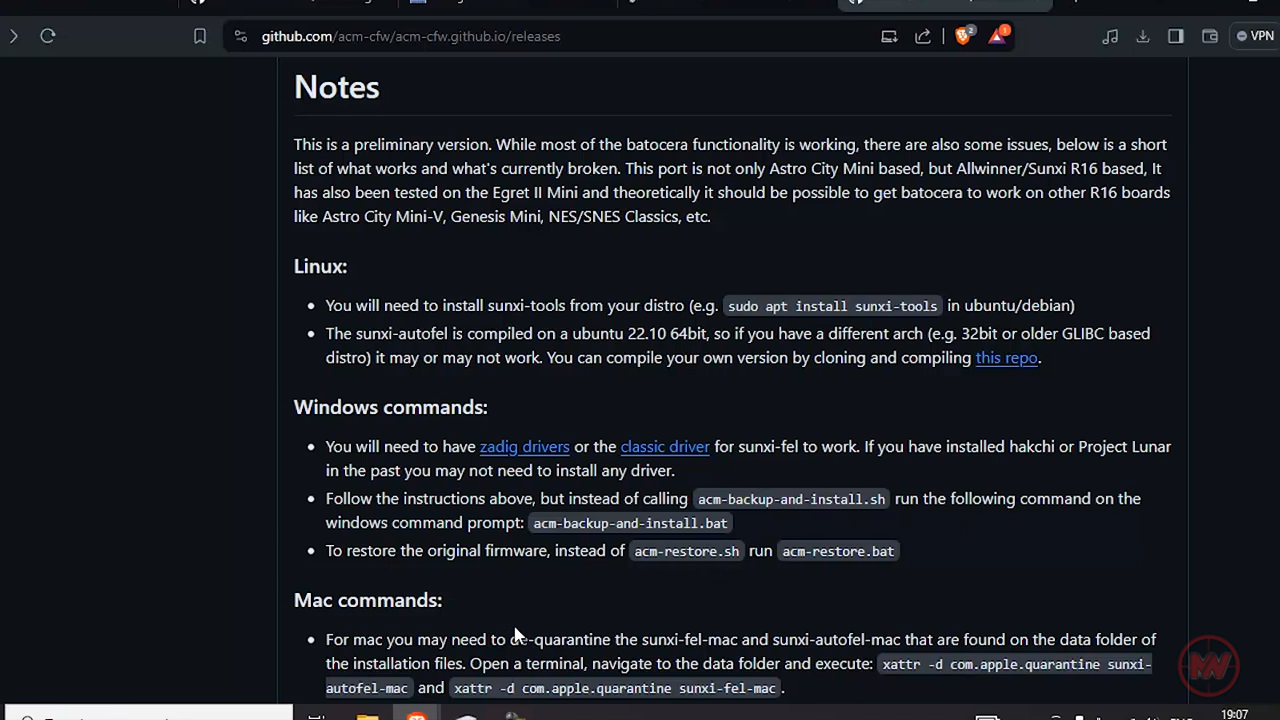 github.com/acm-cfw/acm-cfw.github.io/releases
2
1
VPN
Notes
This is a preliminary version. While most of the batocera functionality is working, there are also some issues, below is a short
list of what works and what's currently broken. This port is not only Astro City Mini based, but Allwinner/Sunxi R16 based, It
has also been tested on the Egret II Mini and theoretically it should be possible to get batocera to work on other R16 boards
like Astro City Mini-V, Genesis Mini, NES/SNES Classics, etc.
Linux:
• You will need to install sunxi-tools from your distro (e.g. sudo apt install sunxi-tools in ubuntu/debian)
• The sunxi-autofel is compiled on a ubuntu 22.10 64bit, so if you have a different arch (e.g. 32bit or older GLIBC based
distro) it may or may not work. You can compile your own version by cloning and compiling this repo.
Windows commands:
• You will need to have zadig drivers or the classic driver for sunxi-fel to work. If you have installed hakchi or Project Lunar
in the past you may not need to install any driver.
• Follow the instructions above, but instead of calling acm-backup-and-install.sh run the following command on the
windows command prompt: acm-backup-and-install.bat
• To restore the original firmware, instead of acm-restore.sh run acm-restore.bat
Mac commands:
• For mac you may need to de-quarantine the sunxi-fel-mac and sunxi-autofel-mac that are found on the data folder of
the installation files. Open a terminal, navigate to the data folder and execute: xattr -d com.apple.quarantine sunxi-
autofel-mac and xattr -d com.apple.quarantine sunxi-fel-mac.
19:07